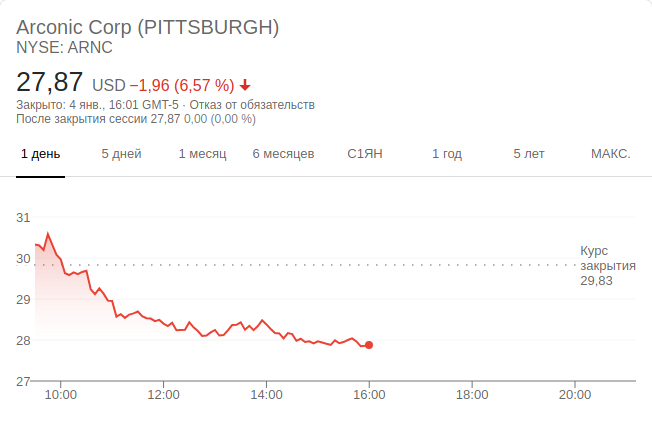 Arconic Corp (PITTSBURGH)
NYSE: ARNC
27,87 USD −1,96 (6,57 %)
Закрыто: 4 янв., 16:01 GMT-5 · Отказ от обязательств
После закрытия сессии 27,87 0,00 (0,00 %)
1 день 5 дней 1 месяц 6 месяцев С1ЯН 1 год 5 лет МАКС.
31
30
29
28
27
Курс
закрытия
29,83
10:00 12:00 14:00 16:00 18:00 20:00